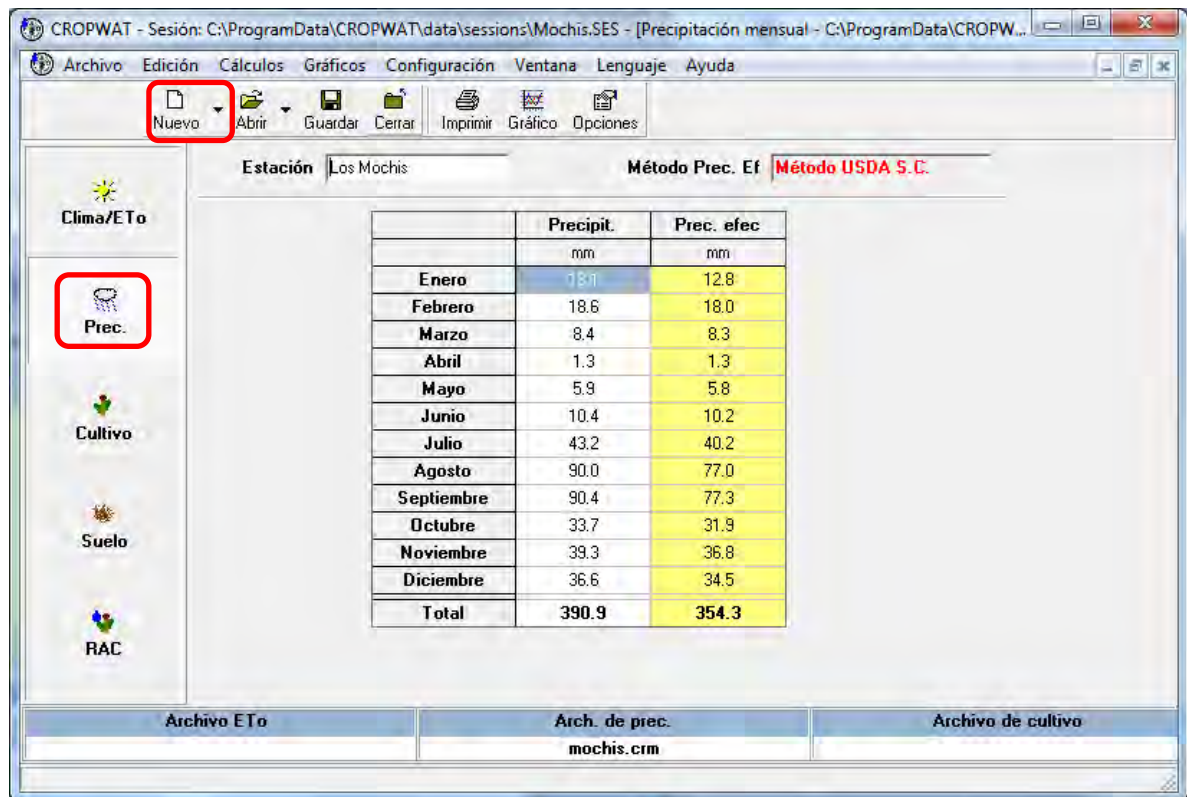 CROPWAT - Sesión: C:\ProgramData\CROPWAT\data\sessions\Mochis.SES - [Precipitación mensual - C:\ProgramData\CROPW...
Archivo Edición Cálculos Gráficos Configuración Ventana Lenguaje Ayuda
Nuevo Abrir Guardar Cerrar Imprimir Gráfico Opciones
Estación Los Mochis Método Prec. Ef Método USDA S.C.
Clima/ETo
Prec.
Cultivo
Suelo
RAC
Precipit. Prec. efec
mm mm
Enero 13.1 12.8
Febrero 18.6 18.0
Marzo 8.4 8.3
Abril 1.3 1.3
Mayo 5.9 5.8
Junio 10.4 10.2
Julio 43.2 40.2
Agosto 90.0 77.0
Septiembre 90.4 77.3
Octubre 33.7 31.9
Noviembre 39.3 36.8
Diciembre 36.6 34.5
Total 390.9 354.3
Archivo ETo Arch. de prec. Archivo de cultivo
mochis.crm